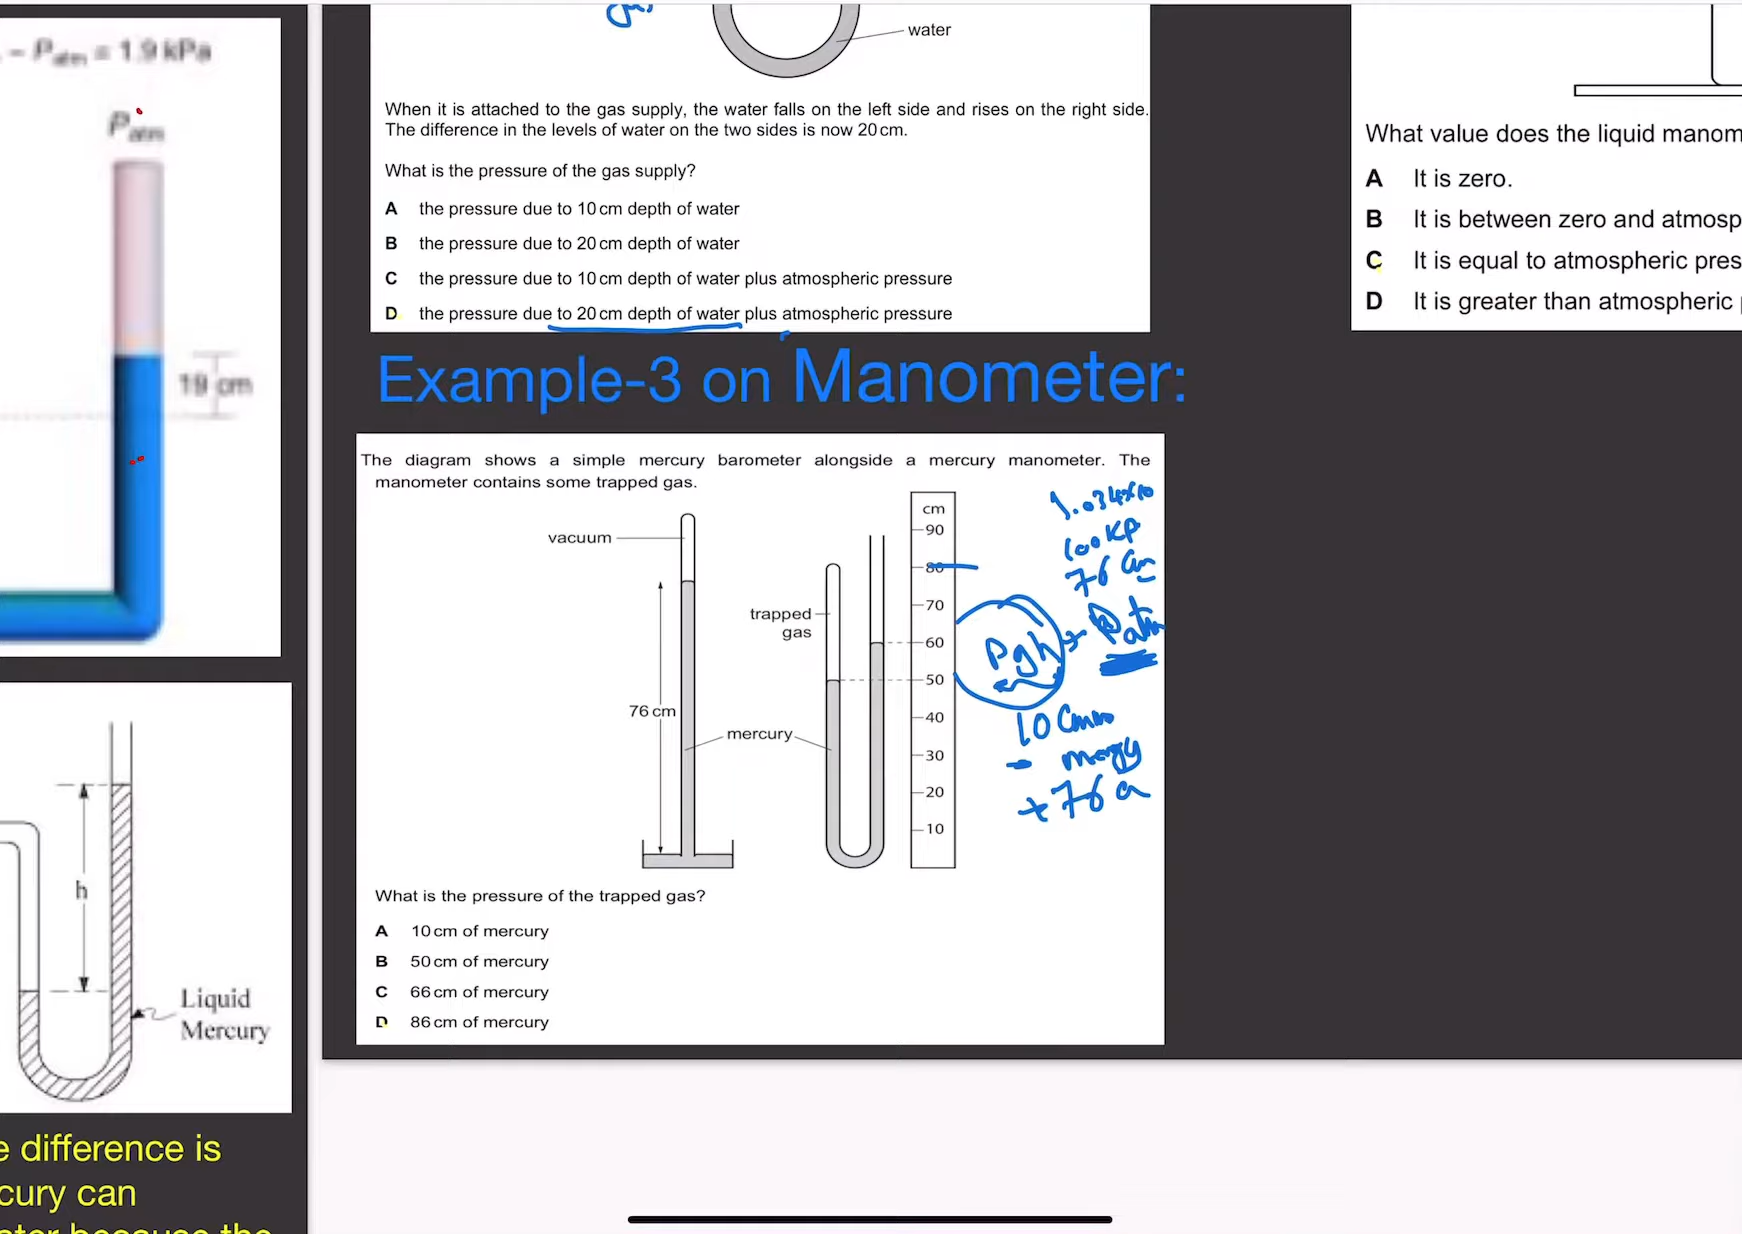 - Patm = 1.9 kPa
Patm
19 cm
h
Liquid
Mercury
e difference is
cury can
ater because the
water
When it is attached to the gas supply, the water falls on the left side and rises on the right side.
The difference in the levels of water on the two sides is now 20 cm.
What is the pressure of the gas supply?
A the pressure due to 10 cm depth of water
B the pressure due to 20 cm depth of water
C the pressure due to 10 cm depth of water plus atmospheric pressure
D the pressure due to 20 cm depth of water plus atmospheric pressure
Example-3 on Manometer:
The diagram shows a simple mercury barometer alongside a mercury manometer. The
manometer contains some trapped gas.
vacuum
76 cm
mercury
trapped
gas
cm
90
80
70
60
50
40
30
20
10
100 KP
76 cm
Pgh + Patm
10 Cm
+76
What is the pressure of the trapped gas?
A 10 cm of mercury
B 50 cm of mercury
C 66 cm of mercury
D 86 cm of mercury
What value does the liquid manom
A It is zero.
B It is between zero and atmosp
C It is equal to atmospheric pres
D It is greater than atmospheric